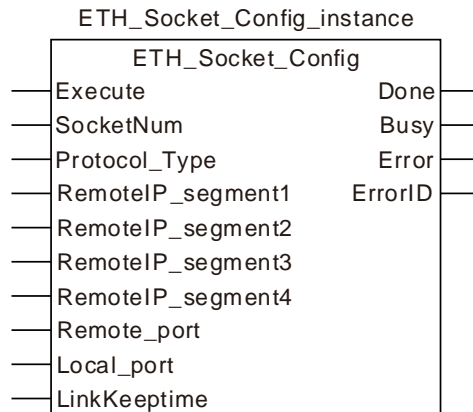 ETH_Socket_Config_instance
ETH_Socket_Config
Execute Done
SocketNum Busy
Protocol_Type Error
RemoteIP_segment1 ErrorID
RemoteIP_segment2
RemoteIP_segment3
RemoteIP_segment4
Remote_port
Local_port
LinkKeeptime